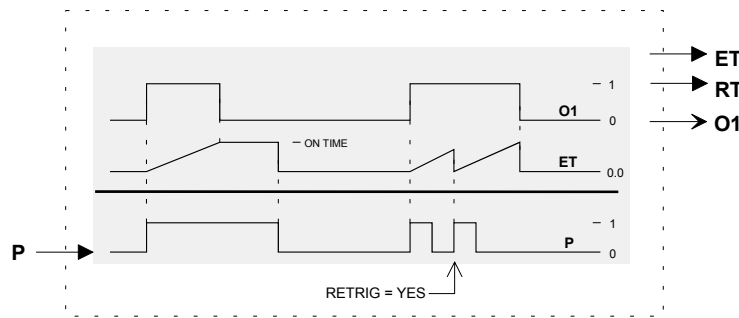 ET
1
RT
O1
0
O1
ON TIME
ET
0.0
1
P
P
0
RETRIG = YES